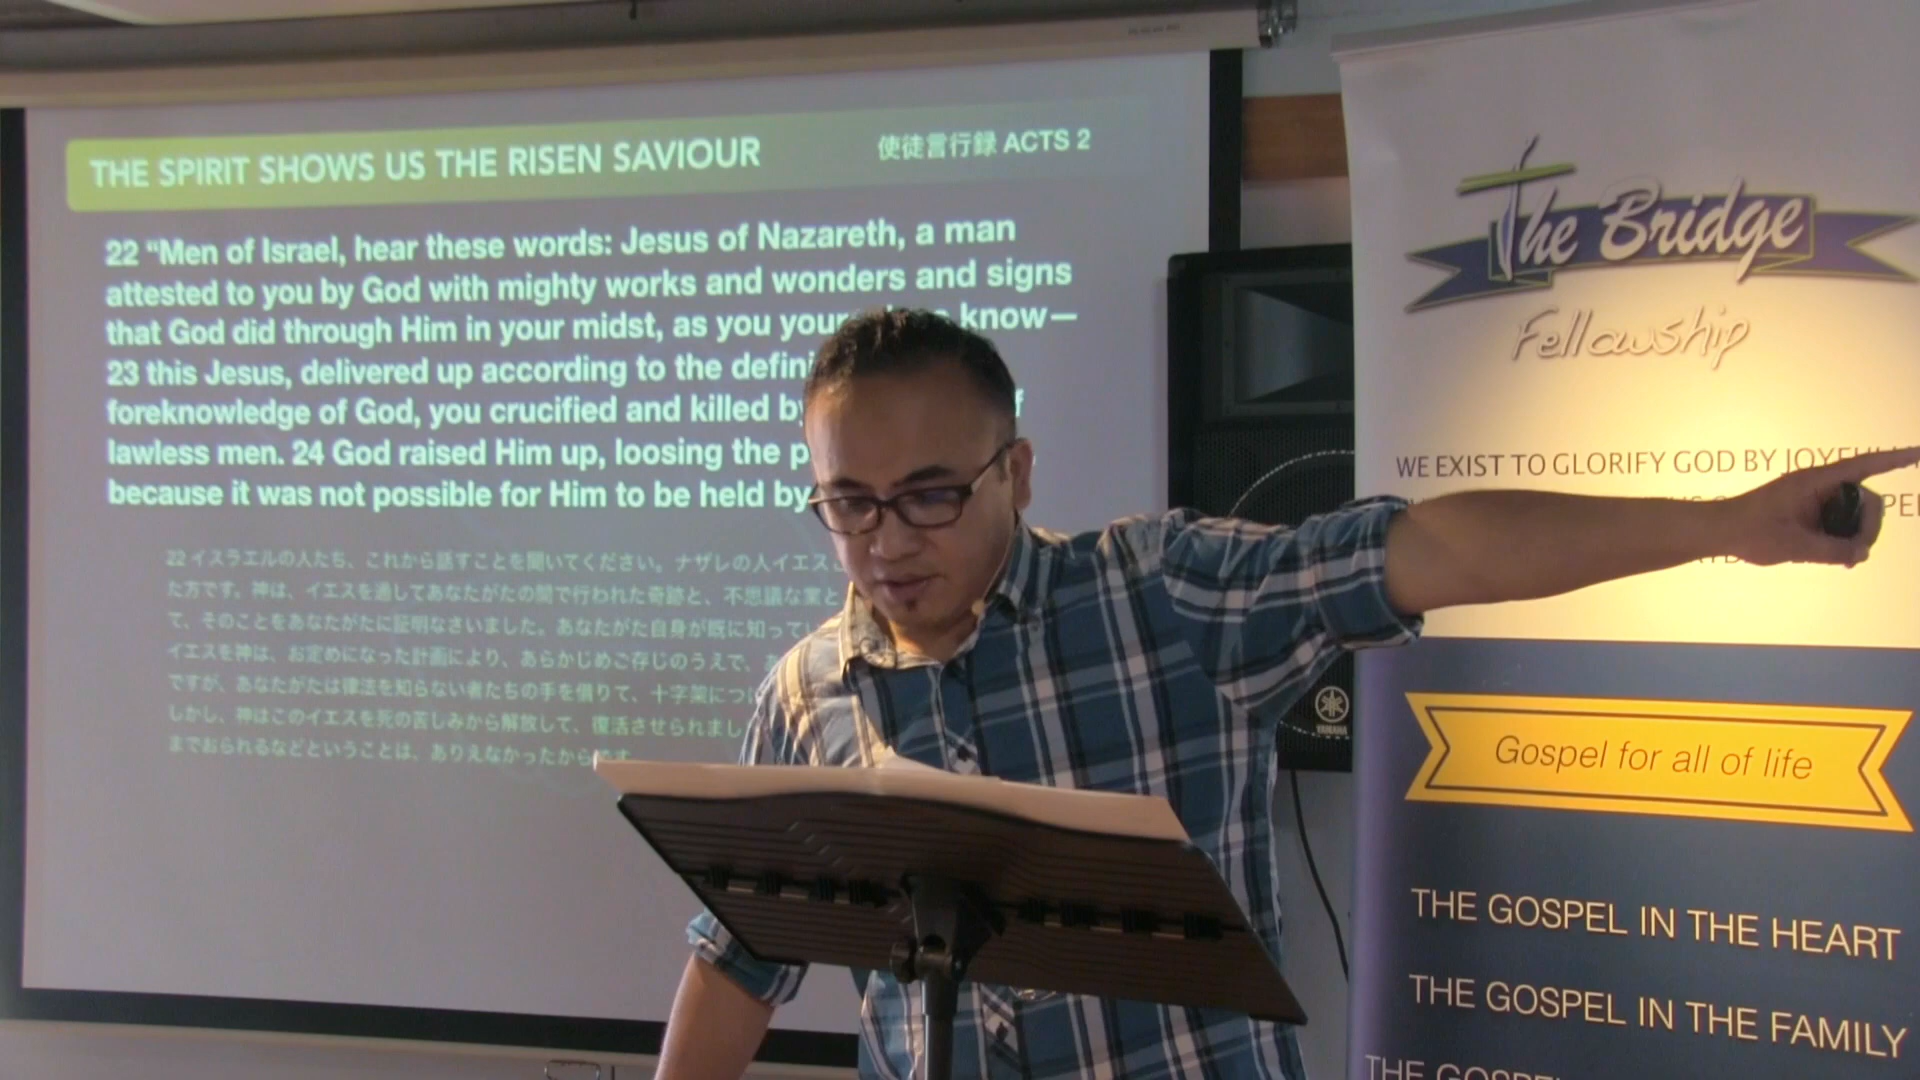 THE SPIRIT SHOWS US THE RISEN SAVIOUR
使徒言行録 ACTS 2
22 “Men of Israel, hear these words: Jesus of Nazareth, a man
attested to you by God with mighty works and wonders and signs
that God did through Him in your midst, as you know—
23 this Jesus, delivered up according to the
foreknowledge of God, you crucified and killed by
lawless men. 24 God raised Him up, loosing the
because it was not possible for Him to be held by
22 イスラエルの人たち、これから話すことを聞いてください。ナザレの人イエス
た方です。神は、イエスを通してあなたがたの間で行われた奇跡と、不思議な業と
て、そのことをあなたがたに証明なさいました。あなたがた自身が既に知って
イエスを神は、お定めになった計画により、あらかじめご存じのうえで、
ですが、あなたがたは律法を知らない者たちの手を借りて、十字架につ
しかし、神はこのイエスを死の苦しみから解放して、復活させられまし
までおられるなどということは、ありえなかったから
YAMAHA
The Bridge
Fellowship
WE EXIST TO GLORIFY GOD BY
Gospel for all of life
THE GOSPEL IN THE HEART
THE GOSPEL IN THE FAMILY
THE GOSPEL